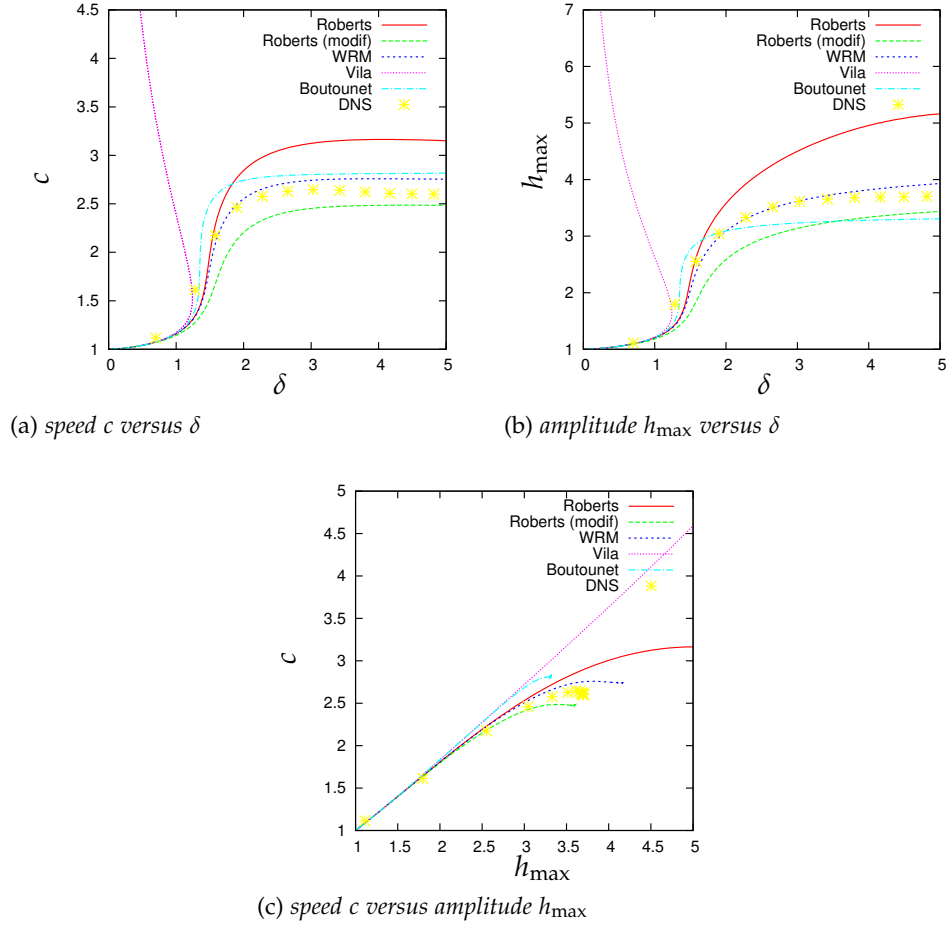 4.5
4
3.5
3
2.5
2
1.5
1
0 1 2 3 4 5
c
δ
Roberts
Roberts (modif)
WRM
Vila
Boutounet
DNS
(a) speed c versus δ
7
6
5
4
3
2
1
0 1 2 3 4 5
h_max
δ
Roberts
Roberts (modif)
WRM
Vila
Boutounet
DNS
(b) amplitude h_max versus δ
5
4.5
4
3.5
3
2.5
2
1.5
1
1 1.5 2 2.5 3 3.5 4 4.5 5
c
h_max
Roberts
Roberts (modif)
WRM
Vila
Boutounet
DNS
(c) speed c versus amplitude h_max